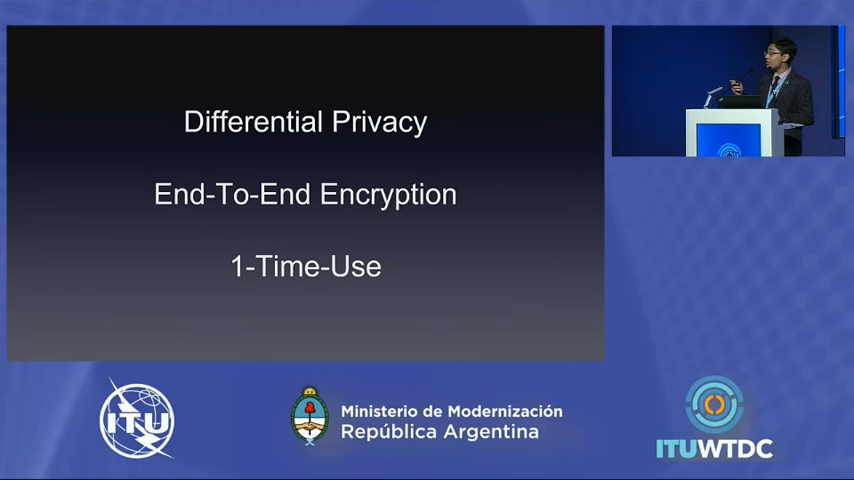 Differential Privacy
End-To-End Encryption
1-Time-Use
ITU
Ministerio de Modernización
República Argentina
ITUWTDC